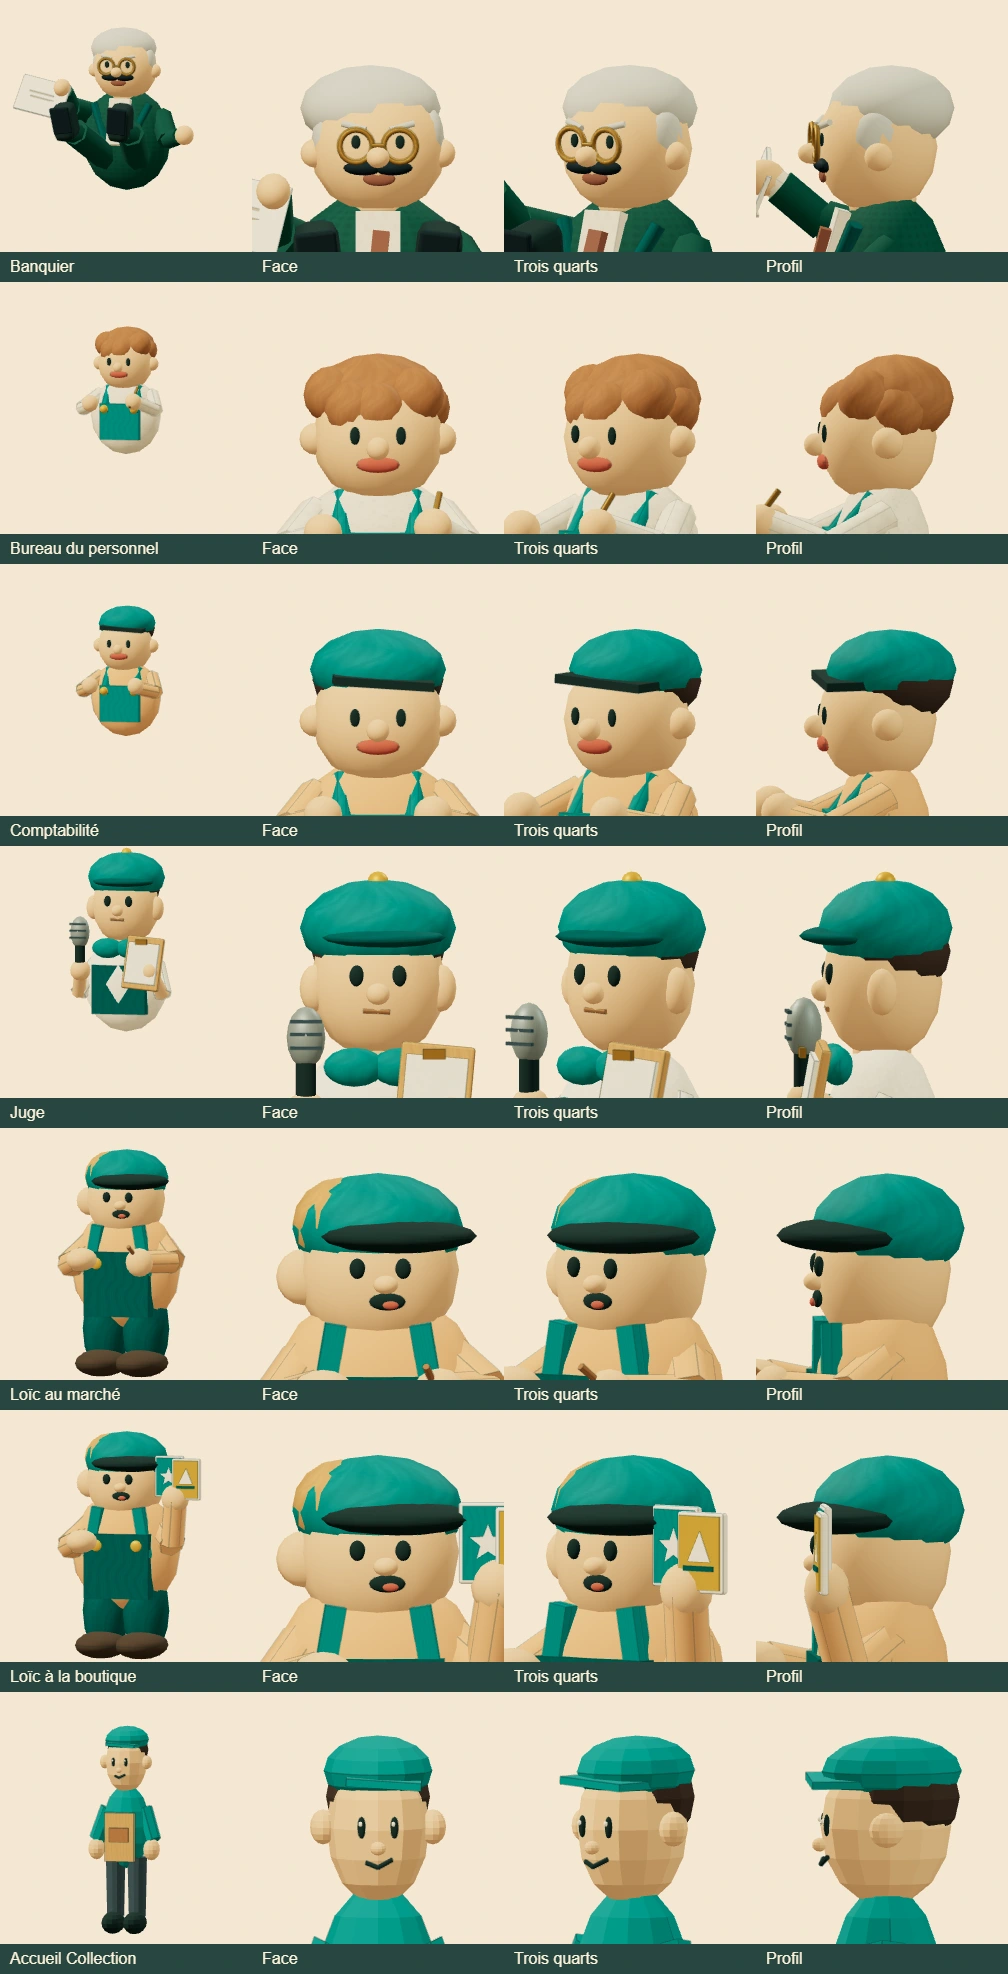 Banquier Face Trois quarts Profil
Bureau du personnel Face Trois quarts Profil
Comptabilité Face Trois quarts Profil
Juge Face Trois quarts Profil
Loïc au marché Face Trois quarts Profil
Loïc à la boutique Face Trois quarts Profil
Accueil Collection Face Trois quarts Profil